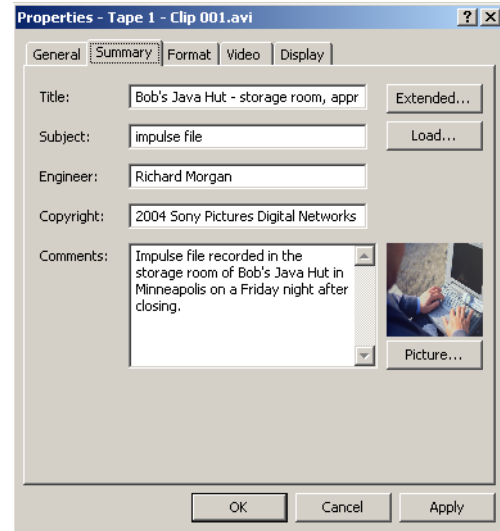 Properties - Tape 1 - Clip 001.avi
General
Summary
Format
Video
Display
Title:
Bob's Java Hut - storage room, appr
Extended...
Subject:
impulse file
Load...
Engineer:
Richard Morgan
Copyright:
2004 Sony Pictures Digital Networks
Comments:
Impulse file recorded in the
storage room of Bob's Java Hut in
Minneapolis on a Friday night after
closing.
Picture...
OK
Cancel
Apply